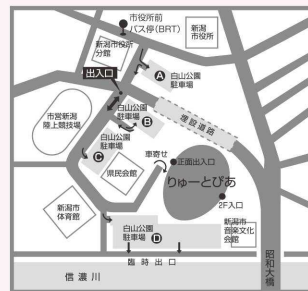 市役所前
バス停(BRT)
新潟市役所
分館
新潟市
市役所
出入口
A
白山公園
駐車場
市営新潟
陸上競技場
白山公園
駐車場
B
埋設道路
白山公園
駐車場
C
県民会館
車寄せ
正面出入口
りゅーとぴあ
2F入口
新潟市
体育館
白山公園
駐車場
D
新潟市
音楽文化
会館
臨時出口
信濃川
昭和大橋